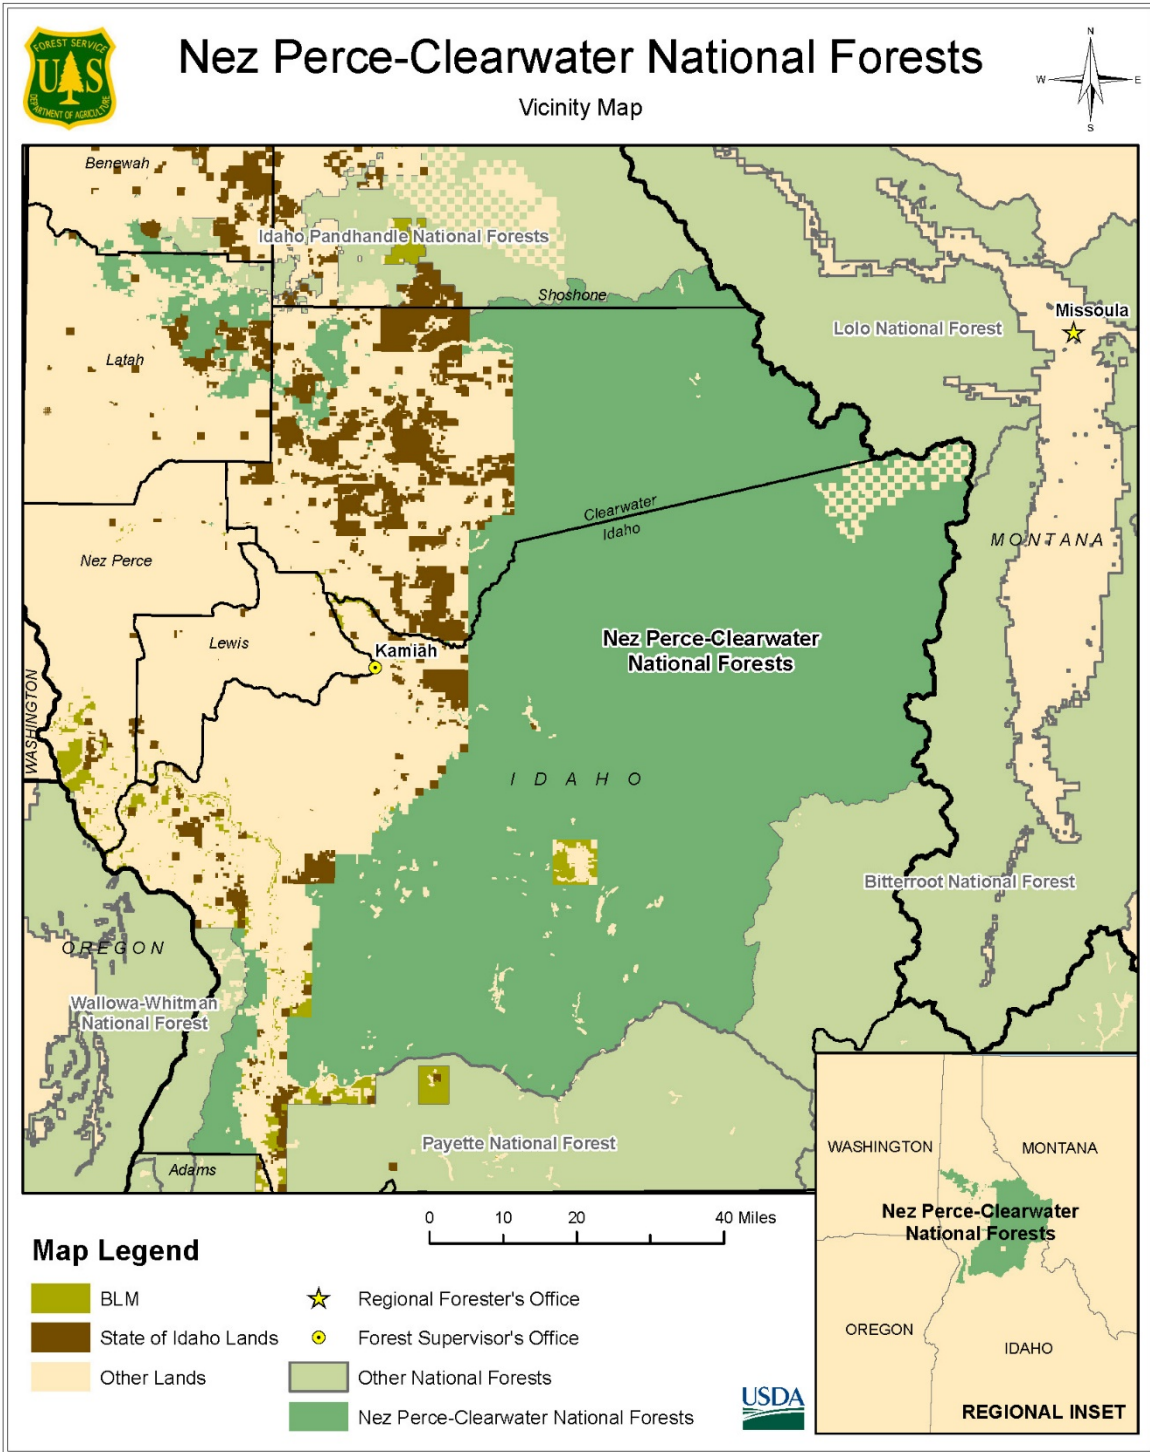 Nez Perce-Clearwater National Forests
Vicinity Map
FOREST SERVICE
U S
DEPARTMENT OF AGRICULTURE
N
W
E
S
Benewah
Idaho Pandhandle National Forests
Shoshone
Missoula
Lolo National Forest
Latah
Clearwater
Idaho
MONTANA
Nez Perce
Lewis
Kamiah
Nez Perce-Clearwater
National Forests
WASHINGTON
IDAHO
Bitterroot National Forest
OREGON
Wallowa-Whitman
National Forest
Payette National Forest
Adams
WASHINGTON
MONTANA
Nez Perce-Clearwater
National Forests
OREGON
IDAHO
REGIONAL INSET
0 10 20 40 Miles
Map Legend
BLM
State of Idaho Lands
Other Lands
Regional Forester's Office
Forest Supervisor's Office
Other National Forests
Nez Perce-Clearwater National Forests
USDA